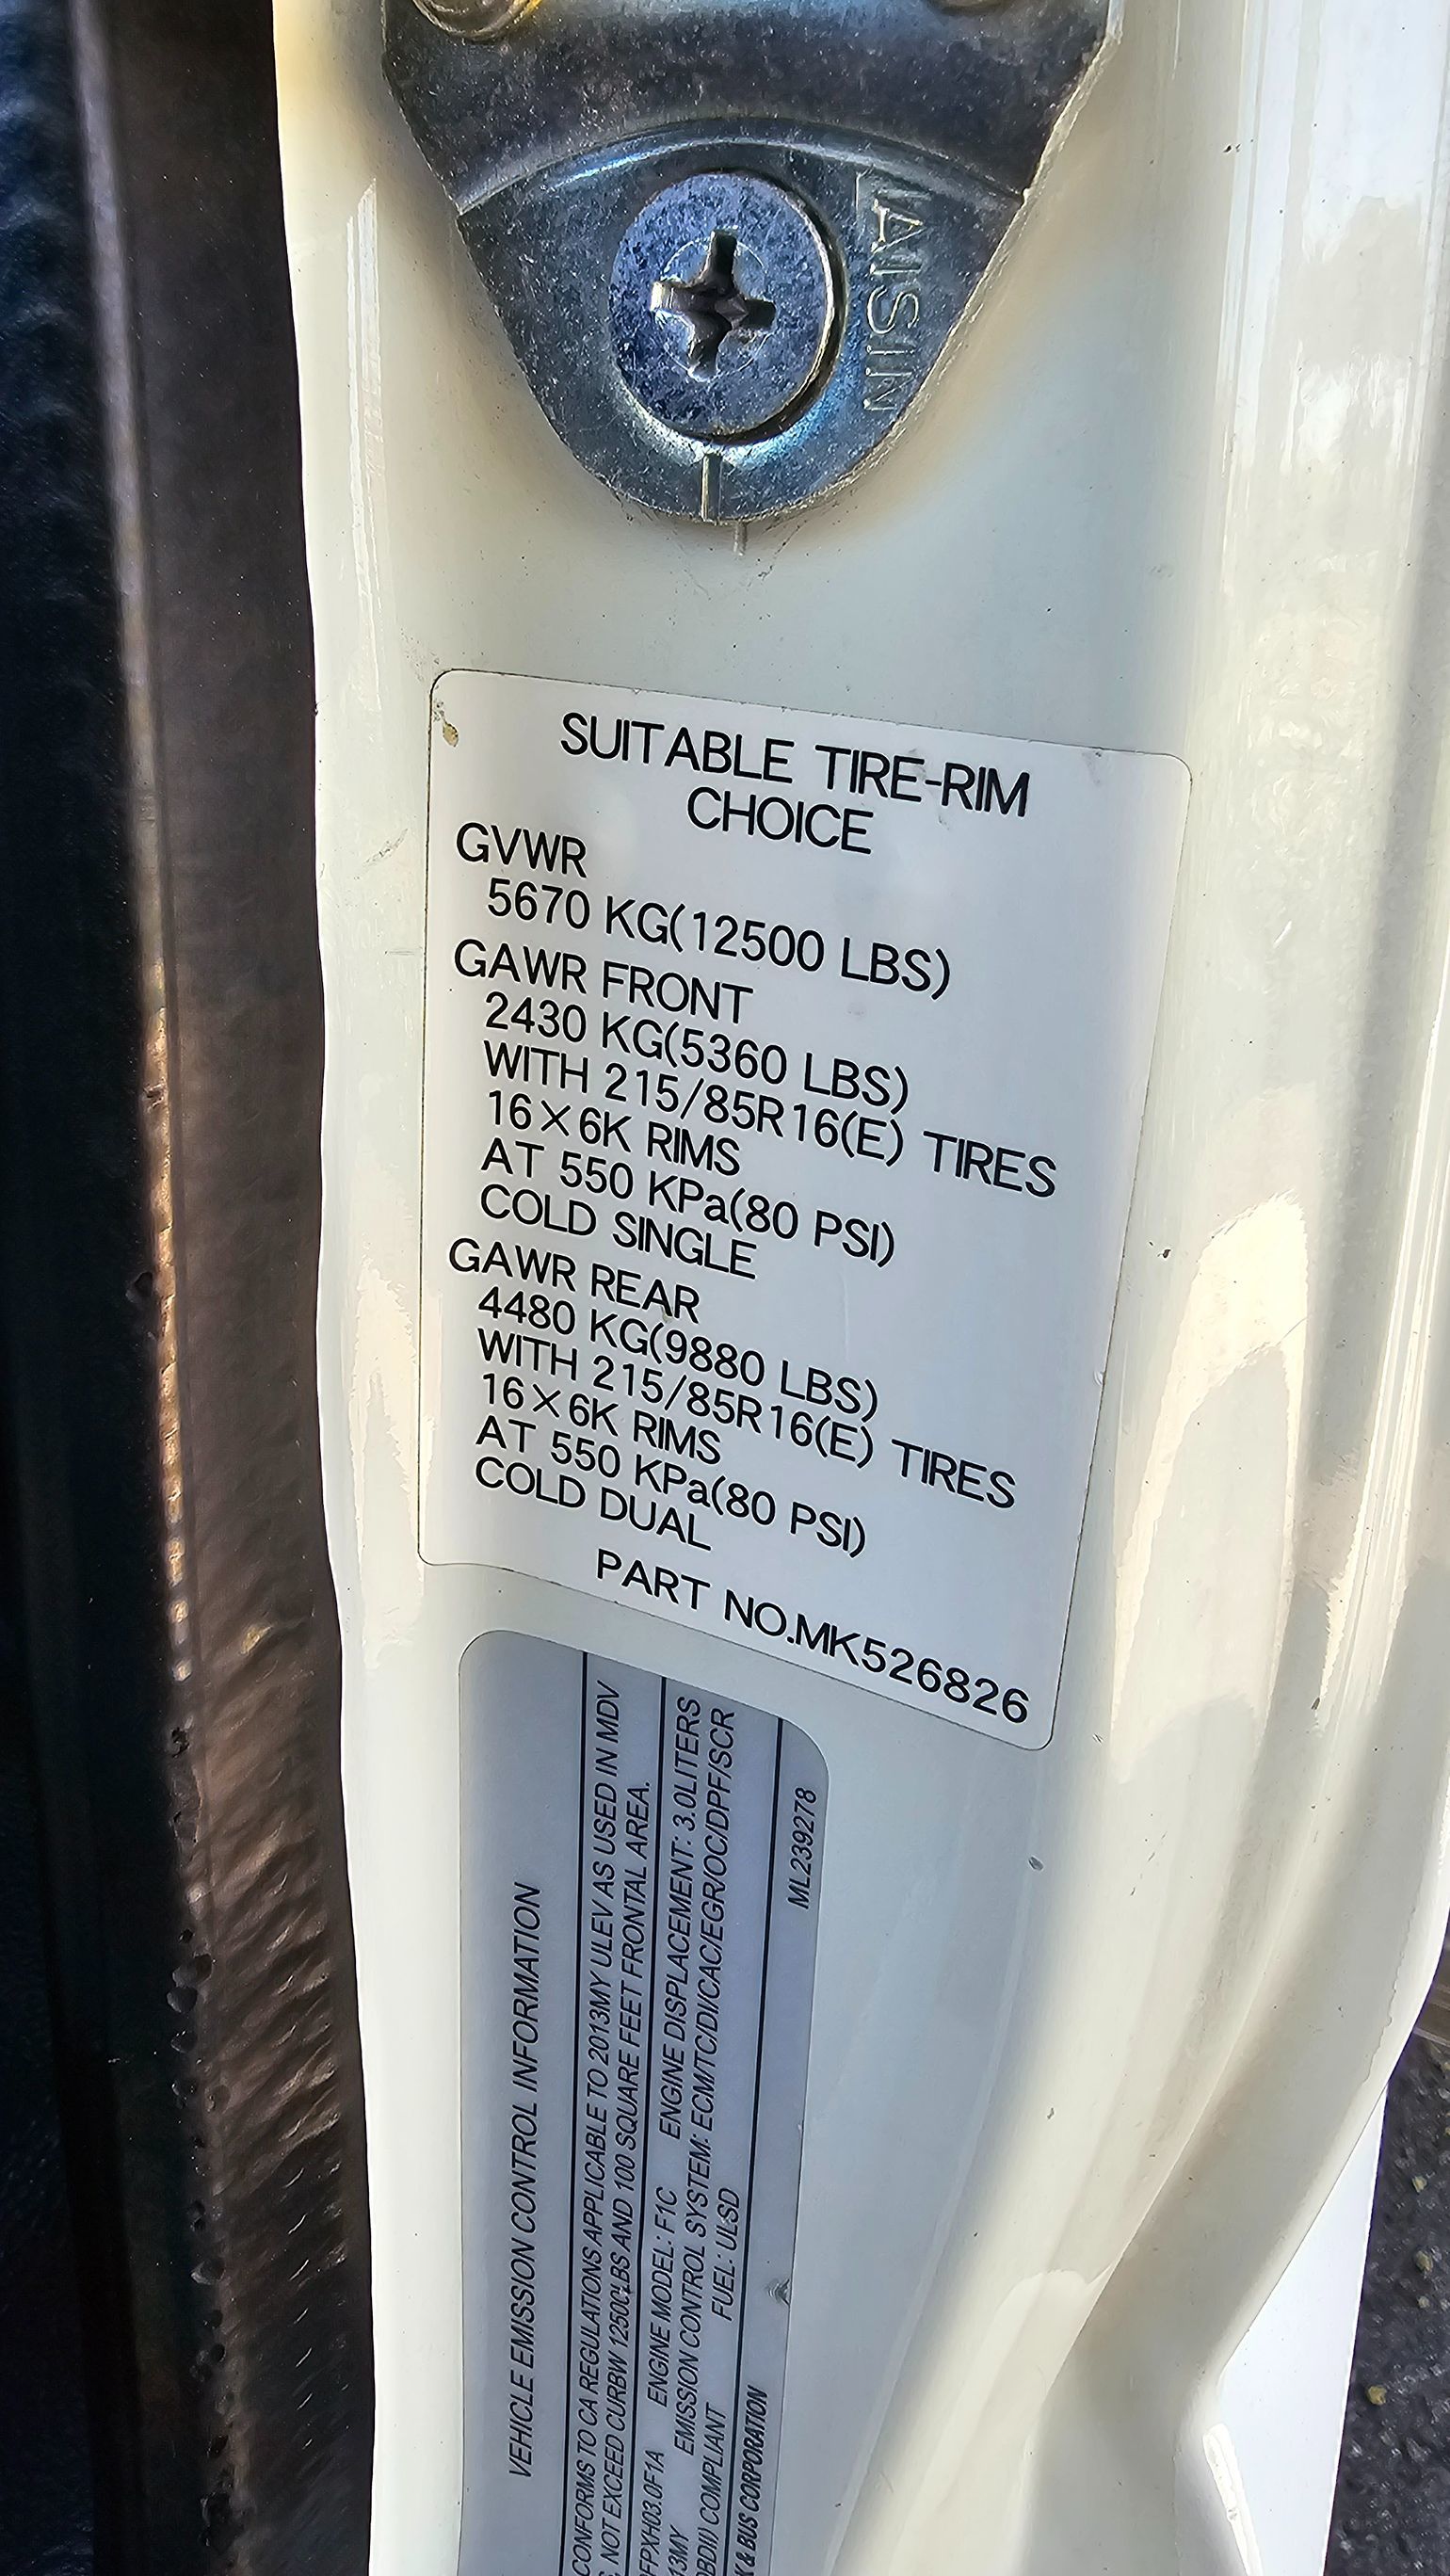 AISIN
SUITABLE TIRE-RIM
CHOICE
GVWR
5670 KG(12500 LBS)
GAWR FRONT
2430 KG(5360 LBS)
WITH 215/85R16(E) TIRES
16×6K RIMS
AT 550 KPa(80 PSI)
COLD SINGLE
GAWR REAR
4480 KG(9880 LBS)
WITH 215/85R16(E) TIRES
16×6K RIMS
AT 550 KPa(80 PSI)
COLD DUAL
PART NO.MK526826
VEHICLE EMISSION CONTROL INFORMATION
CONFORMS TO CA REGULATIONS APPLICABLE TO 2013MY ULEV AS USED IN MDV
NOT EXCEED CURBW 12500LBS AND 100 SQUARE FEET FRONTAL AREA.
FPXH03.0F1A ENGINE MODEL: F1C ENGINE DISPLACEMENT: 3.0LITERS
13MY EMISSION CONTROL SYSTEM: ECM/TC/DI/CAC/EGR/OC/DPF/SCR
COMPLIANT FUEL: ULSD
& BUS CORPORATION ML239278